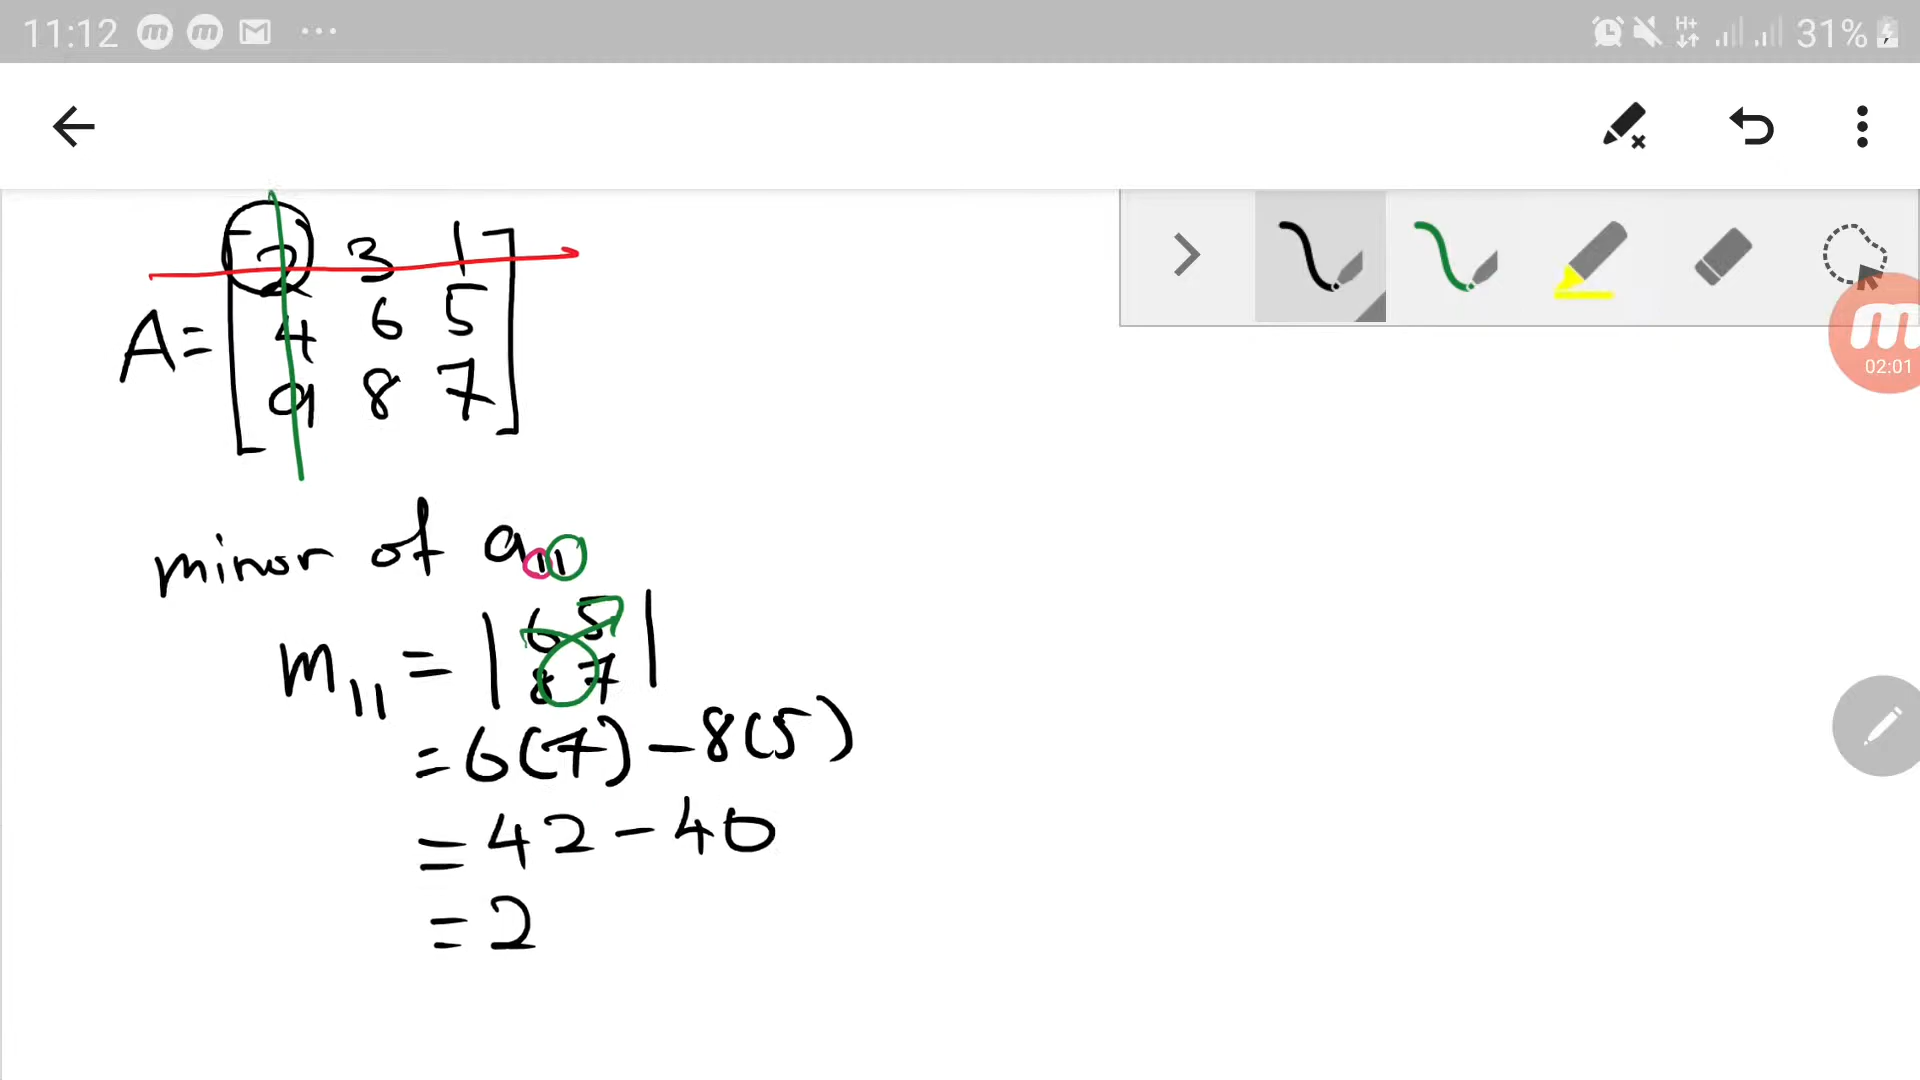 11:12 m m ... 31%
2 3 1
4 6 5
A=
9 8 7
minor of a11
m11 = | 6 5 |
8 7
= 6(7) - 8(5)
= 42 - 40
= 2
m
02:01